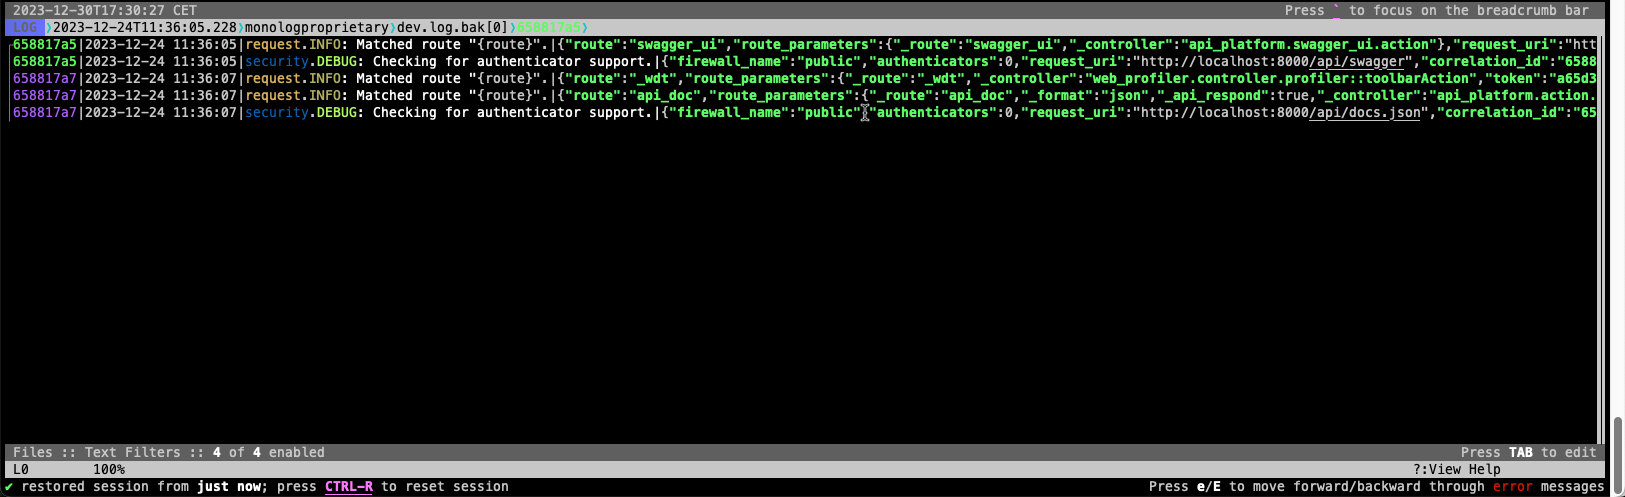 2023-12-30T17:30:27 CET Press ` to focus on the breadcrumb bar
LOG ❯2023-12-24T11:36:05.228❯monologproprietary❯dev.log.bak[0]❯658817a5❯
658817a5|2023-12-24 11:36:05|request.INFO: Matched route "{route}".|{"route":"swagger_ui","route_parameters":{"_route":"swagger_ui","_controller":"api_platform.swagger_ui.action"},"request_uri":"htt
658817a5|2023-12-24 11:36:05|security.DEBUG: Checking for authenticator support.|{"firewall_name":"public","authenticators":0,"request_uri":"http://localhost:8000/api/swagger","correlation_id":"6588
658817a7|2023-12-24 11:36:07|request.INFO: Matched route "{route}".|{"route":"_wdt","route_parameters":{"_route":"_wdt","_controller":"web_profiler.controller.profiler::toolbarAction","token":"a65d3
658817a7|2023-12-24 11:36:07|request.INFO: Matched route "{route}".|{"route":"api_doc","route_parameters":{"_route":"api_doc","_format":"json","_api_respond":true,"_controller":"api_platform.action.
658817a7|2023-12-24 11:36:07|security.DEBUG: Checking for authenticator support.|{"firewall_name":"public","authenticators":0,"request_uri":"http://localhost:8000/api/docs.json","correlation_id":"65
Files :: Text Filters :: 4 of 4 enabled Press TAB to edit
L0 100% ?:View Help
✔ restored session from just now; press CTRL-R to reset session Press e/E to move forward/backward through error messages